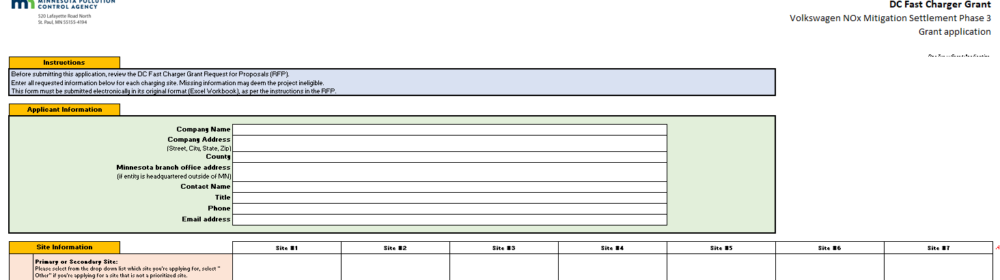 MINNESOTA POLLUTION
CONTROL AGENCY
520 Lafayette Road North
St. Paul, MN 55155-4194
DC Fast Charger Grant
Volkswagen NOx Mitigation Settlement Phase 3
Grant application
Instructions
Before submitting this application, review the DC Fast Charger Grant Request for Proposals (RFP).
Enter all requested information below for each charging site. Missing information may deem the project ineligible.
This form must be submitted electronically in its original format (Excel Workbook), as per the instructions in the RFP.
Applicant Information
Company Name
Company Address
(Street, City, State, Zip)
County
Minnesota branch office address
(if entity is headquartered outside of MN)
Contact Name
Title
Phone
Email address
Site Information Site #1 Site #2 Site #3 Site #4 Site #5 Site #6 Site #7
Primary or Secondary Site:
Please select from the drop down list which site you're applying for, select "
Other" if you're applying for a site that is not a prioritized site.